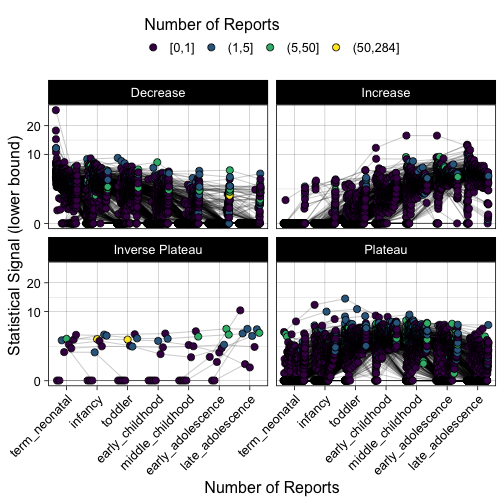 Number of Reports
[0,1] (1,5] (5,50] (50,284]
Decrease Increase
Statistical Signal (lower bound)
20
10
0
Inverse Plateau Plateau
20
10
0
term_neonatal infancy toddler early_childhood middle_childhood early_adolescence late_adolescence
term_neonatal infancy toddler early_childhood middle_childhood early_adolescence late_adolescence
Number of Reports